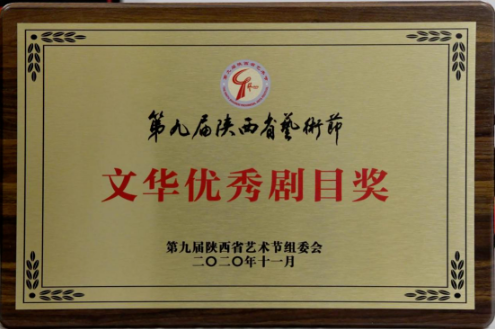 第九届陕西省藝術節
文华优秀剧目奖
第九届陕西省艺术节组委会
二〇二〇年十一月